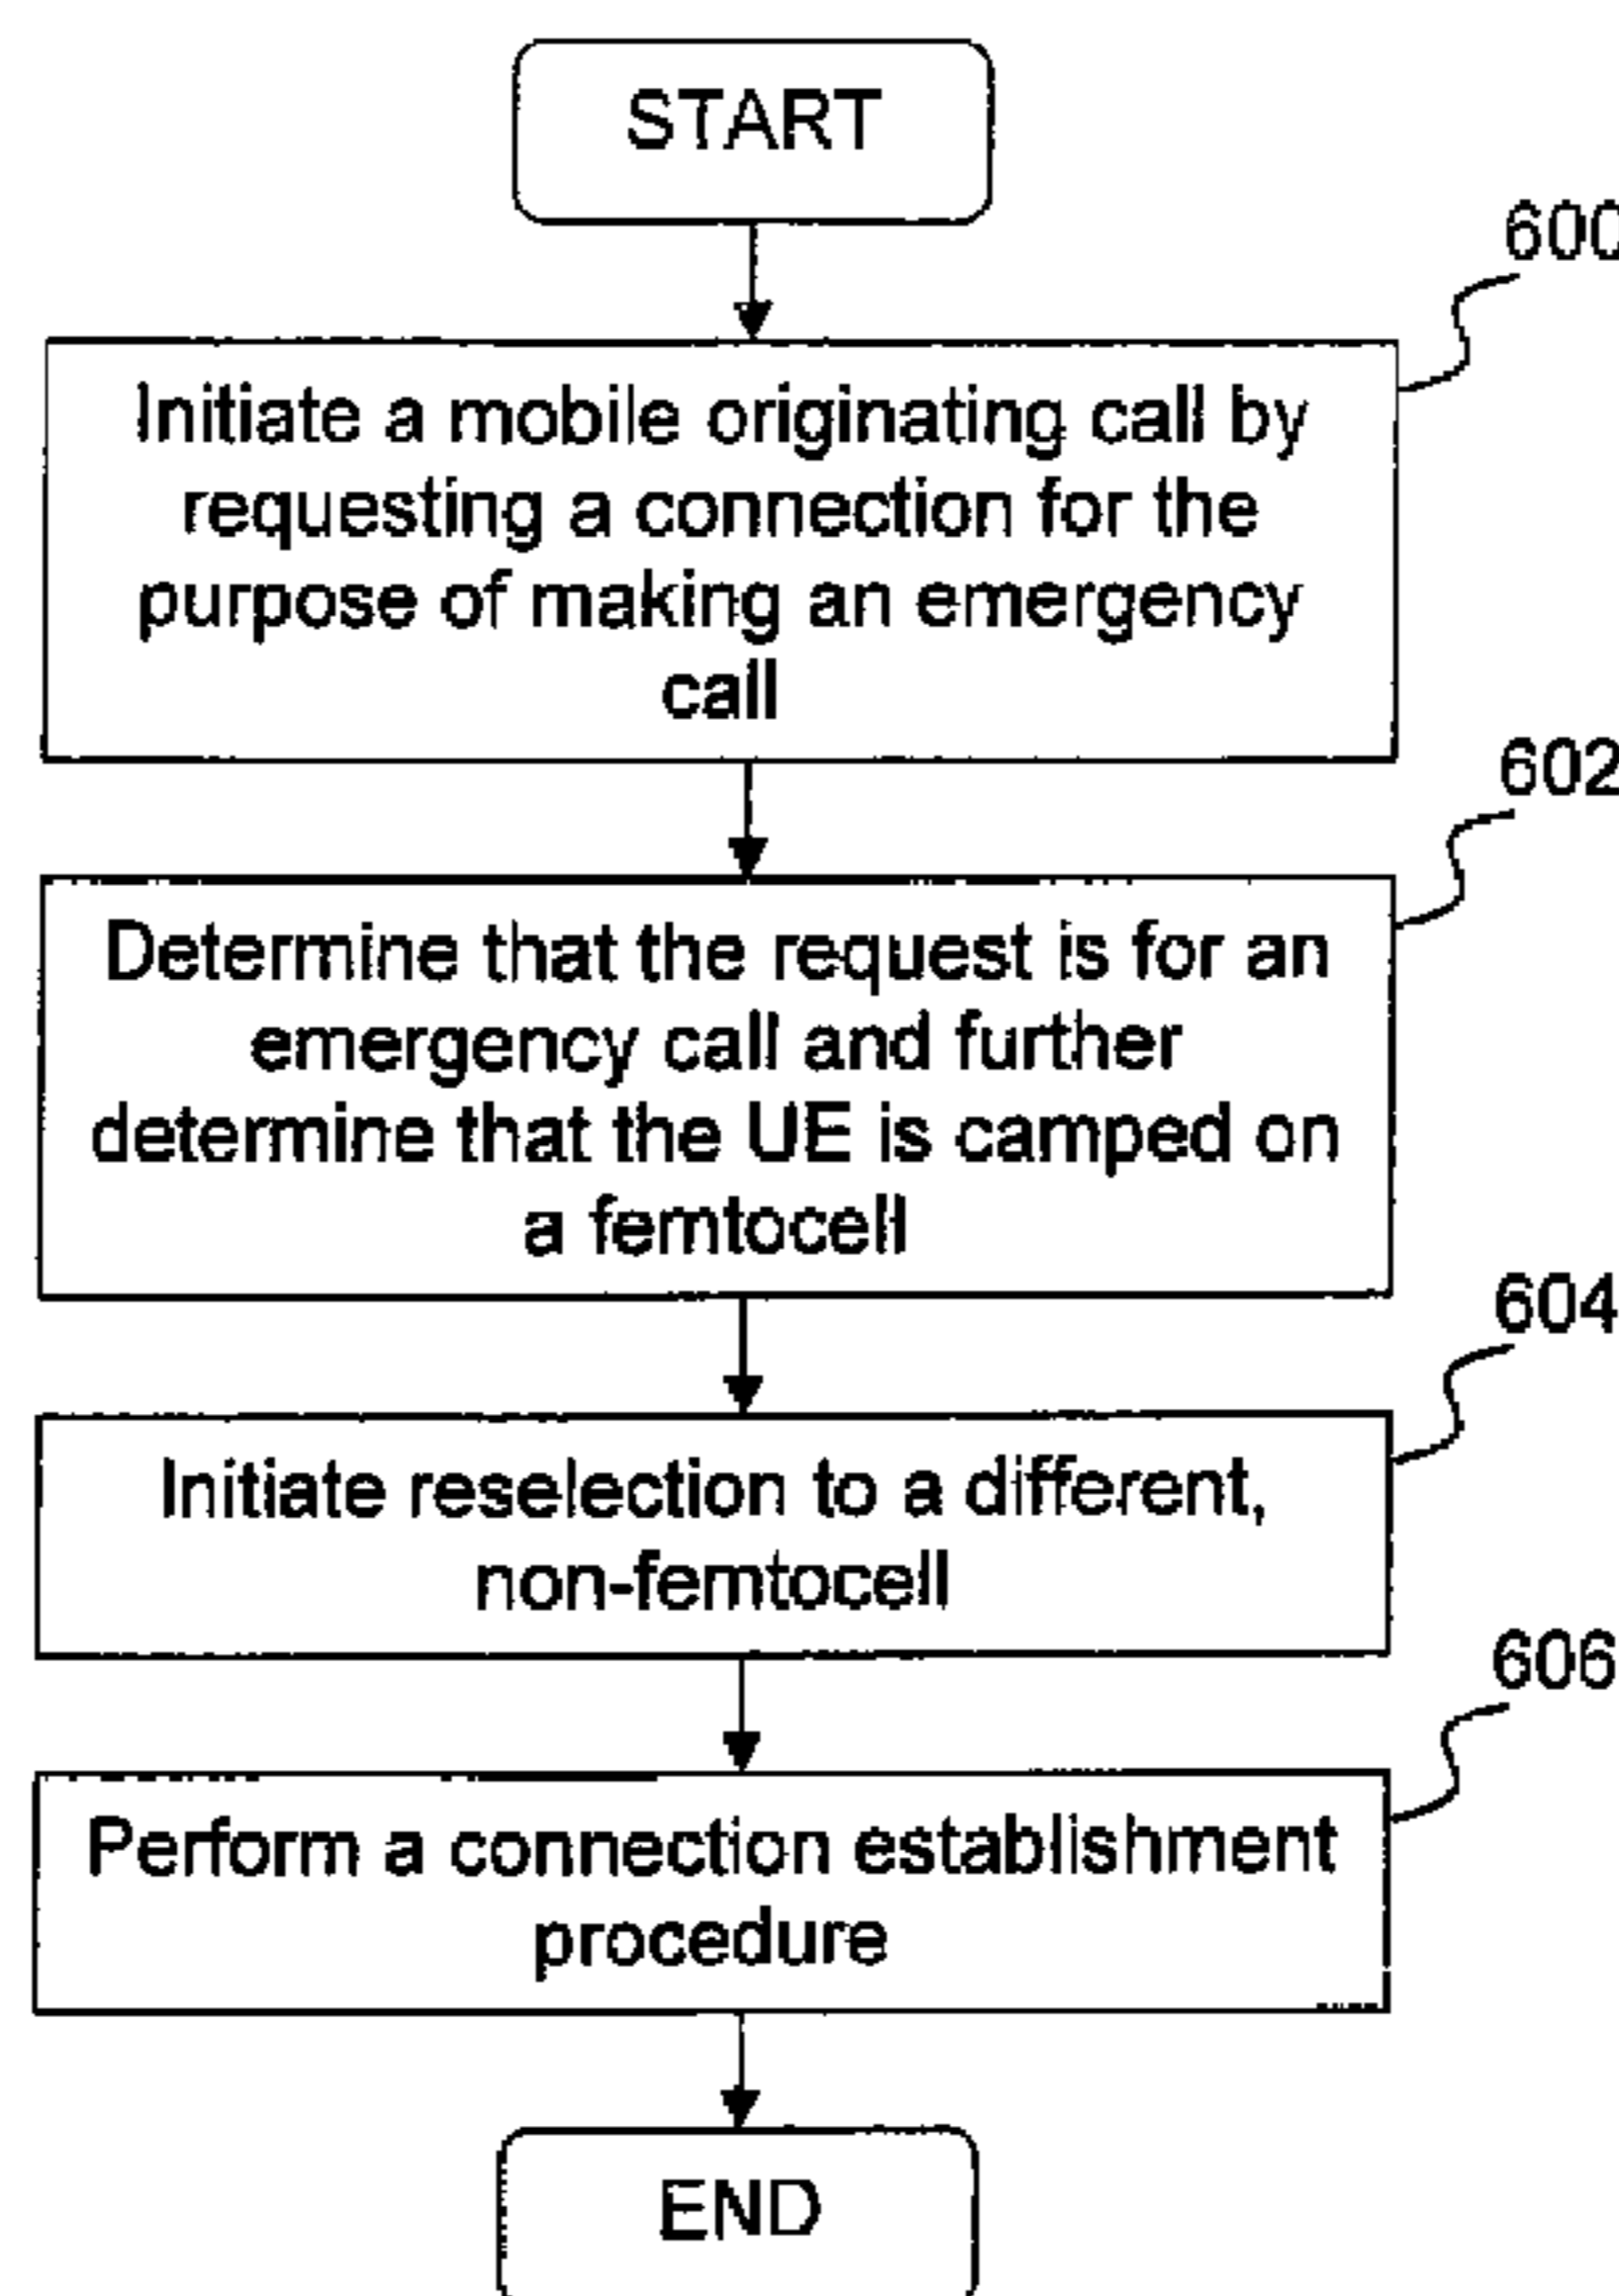 START
600
Initiate a mobile originating call by
requesting a connection for the
purpose of making an emergency
call
602
Determine that the request is for an
emergency call and further
determine that the UE is camped on
a femtocell
604
Initiate reselection to a different,
non-femtocell
606
Perform a connection establishment
procedure
END